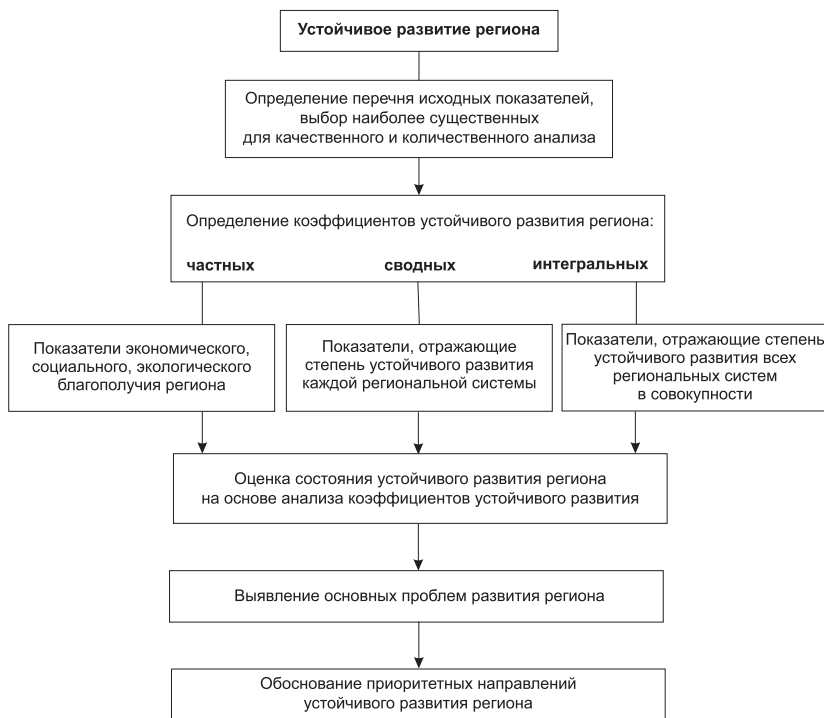 Устойчивое развитие региона
Определение перечня исходных показателей,
выбор наиболее существенных
для качественного и количественного анализа
Определение коэффициентов устойчивого развития региона:
частных сводных интегральных
Показатели экономического,
социального, экологического
благополучия региона
Показатели, отражающие
степень устойчивого развития
каждой региональной системы
Показатели, отражающие степень
устойчивого развития всех
региональных систем
в совокупности
Оценка состояния устойчивого развития региона
на основе анализа коэффициентов устойчивого развития
Выявление основных проблем развития региона
Обоснование приоритетных направлений
устойчивого развития региона